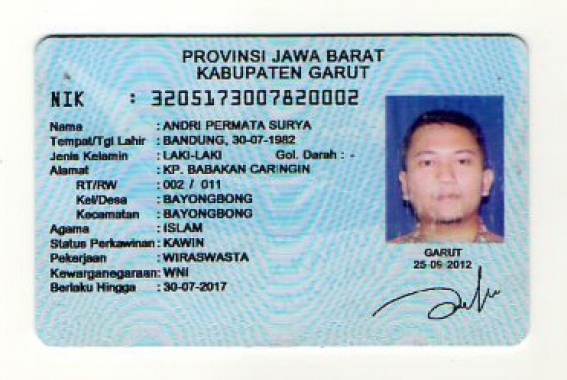 PROVINSI JAWA BARAT
KABUPATEN GARUT
NIK : 3205173007820002
Nama : ANDRI PERMATA SURYA
Tempat/Tgl Lahir : BANDUNG, 30-07-1982
Jenis Kelamin : LAKI-LAKI Gol. Darah : -
Alamat : KP. BABAKAN CARINGIN
RT/RW : 002 / 011
Kel/Desa : BAYONGBONG
Kecamatan : BAYONGBONG
Agama : ISLAM
Status Perkawinan : KAWIN
Pekerjaan : WIRASWASTA
Kewarganegaraan: WNI
Berlaku Hingga : 30-07-2017
GARUT
25-09-2012